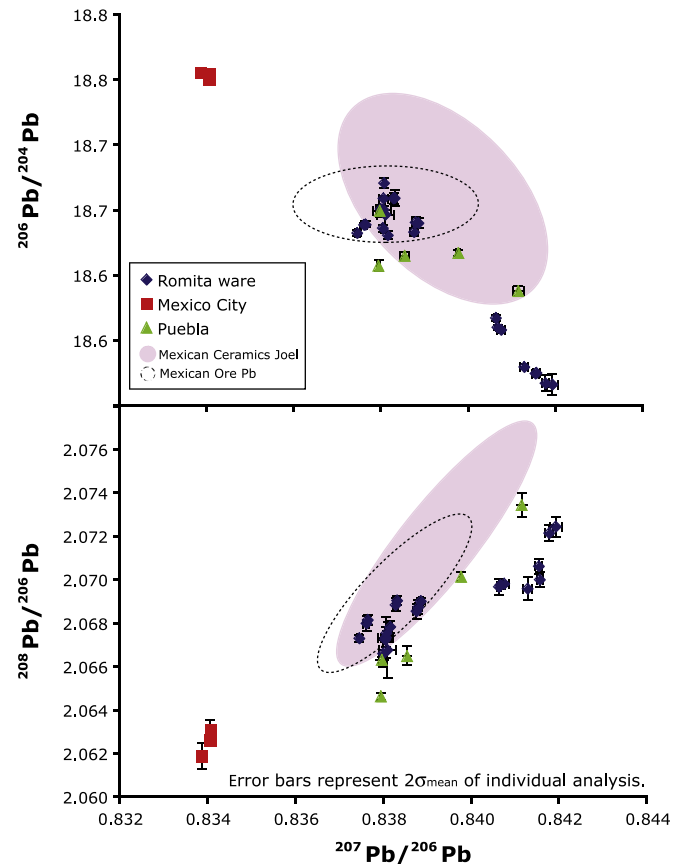 18.8
18.8
18.7
18.7
18.6
18.6
206Pb/204Pb
Romita ware
Mexico City
Puebla
Mexican Ceramics Joel
Mexican Ore Pb
2.076
2.074
2.072
2.070
2.068
2.066
2.064
2.062
2.060
208Pb/206Pb
Error bars represent 2σmean of individual analysis.
0.832 0.834 0.836 0.838 0.840 0.842 0.844
207Pb/206Pb